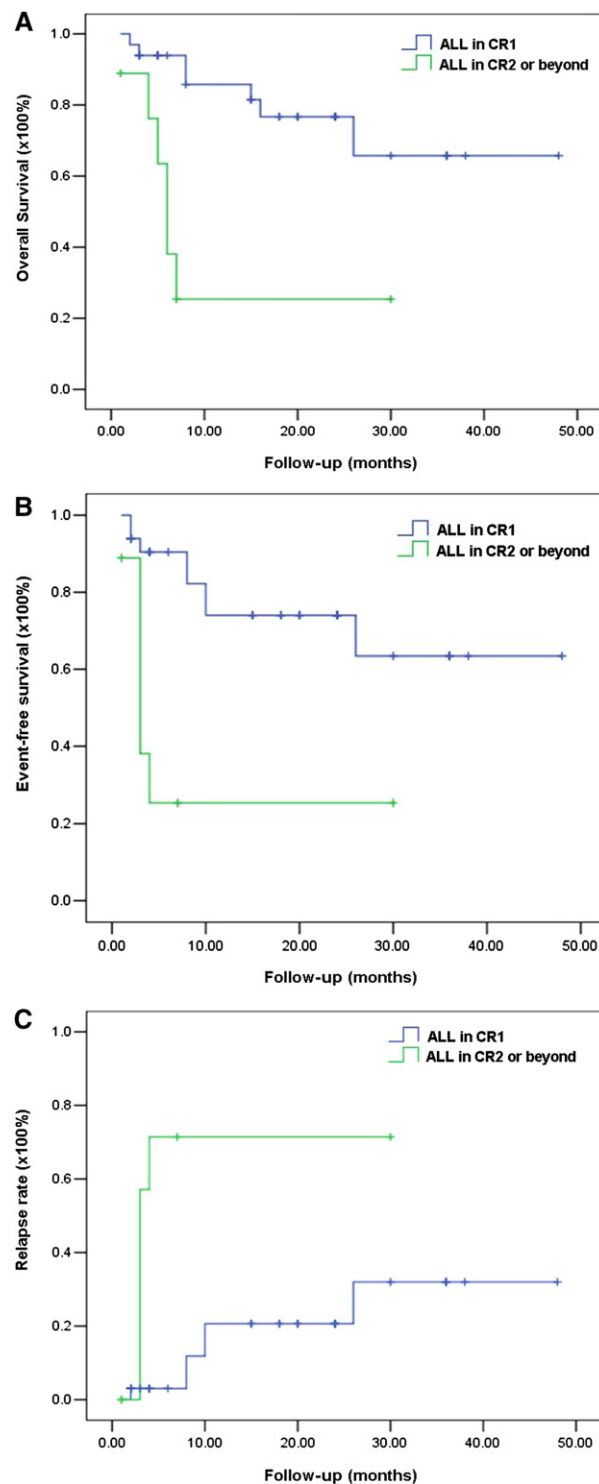 A
1.0
0.8
0.6
0.4
0.2
0.0
Overall Survival (x100%)
ALL in CR1
ALL in CR2 or beyond
0.00 10.00 20.00 30.00 40.00 50.00
Follow-up (months)
B
1.0
0.8
0.6
0.4
0.2
0.0
Event-free survival (x100%)
ALL in CR1
ALL in CR2 or beyond
0.00 10.00 20.00 30.00 40.00 50.00
Follow-up (months)
C
1.0
0.8
0.6
0.4
0.2
0.0
Relapse rate (x100%)
ALL in CR1
ALL in CR2 or beyond
0.00 10.00 20.00 30.00 40.00 50.00
Follow-up (months)